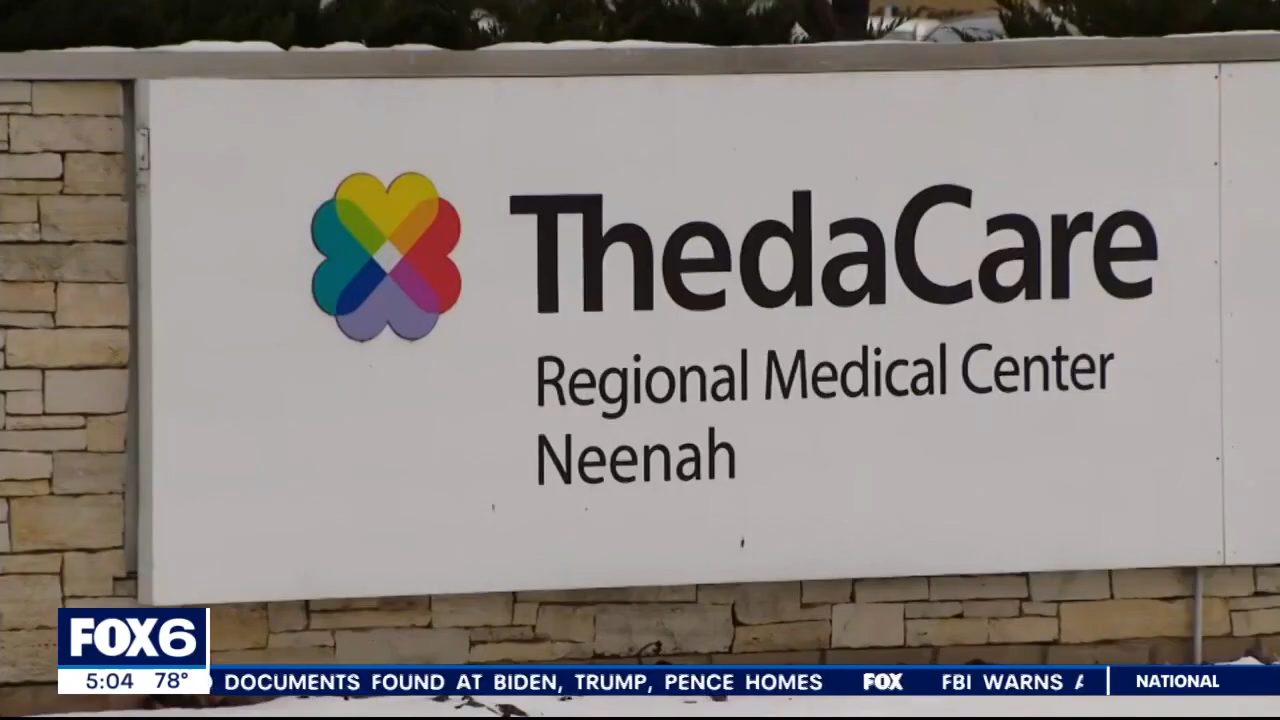 ThedaCare
Regional Medical Center
Neenah
FOX6
5:04 78°
DOCUMENTS FOUND AT BIDEN, TRUMP, PENCE HOMES FOX FBI WARNS NATIONAL